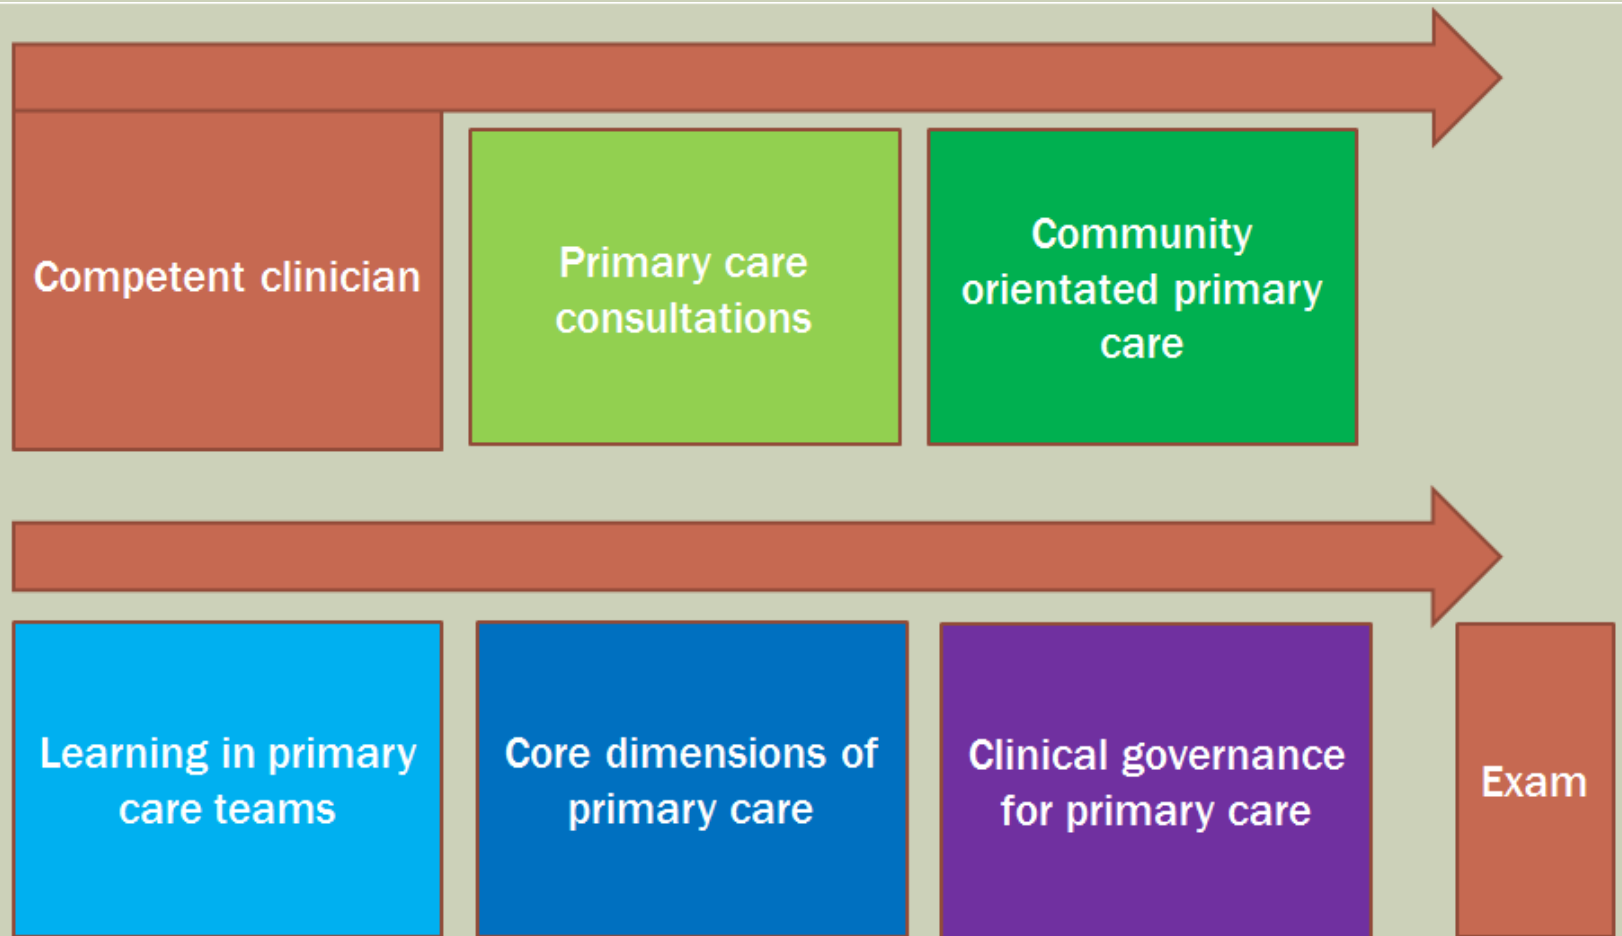 Competent clinician
Primary care
consultations
Community
orientated primary
care
Learning in primary
care teams
Core dimensions of
primary care
Clinical governance
for primary care
Exam